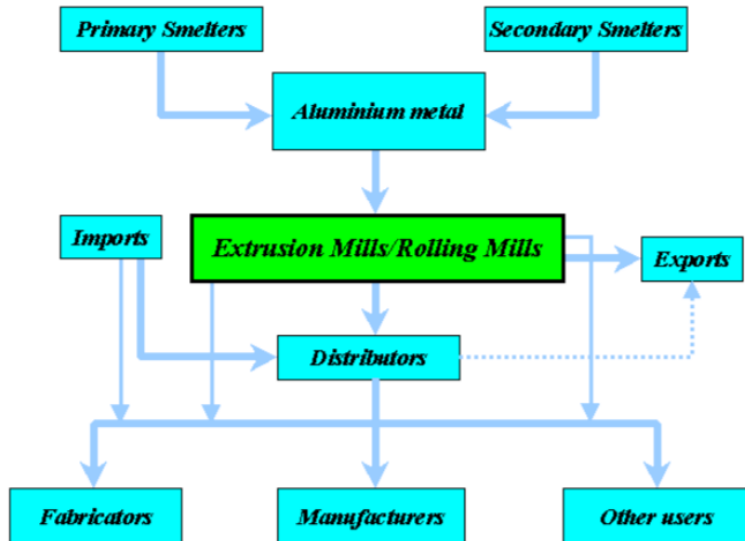 Primary Smelters
Secondary Smelters
Aluminium metal
Imports
Extrusion Mills/Rolling Mills
Exports
Distributors
Fabricators
Manufacturers
Other users